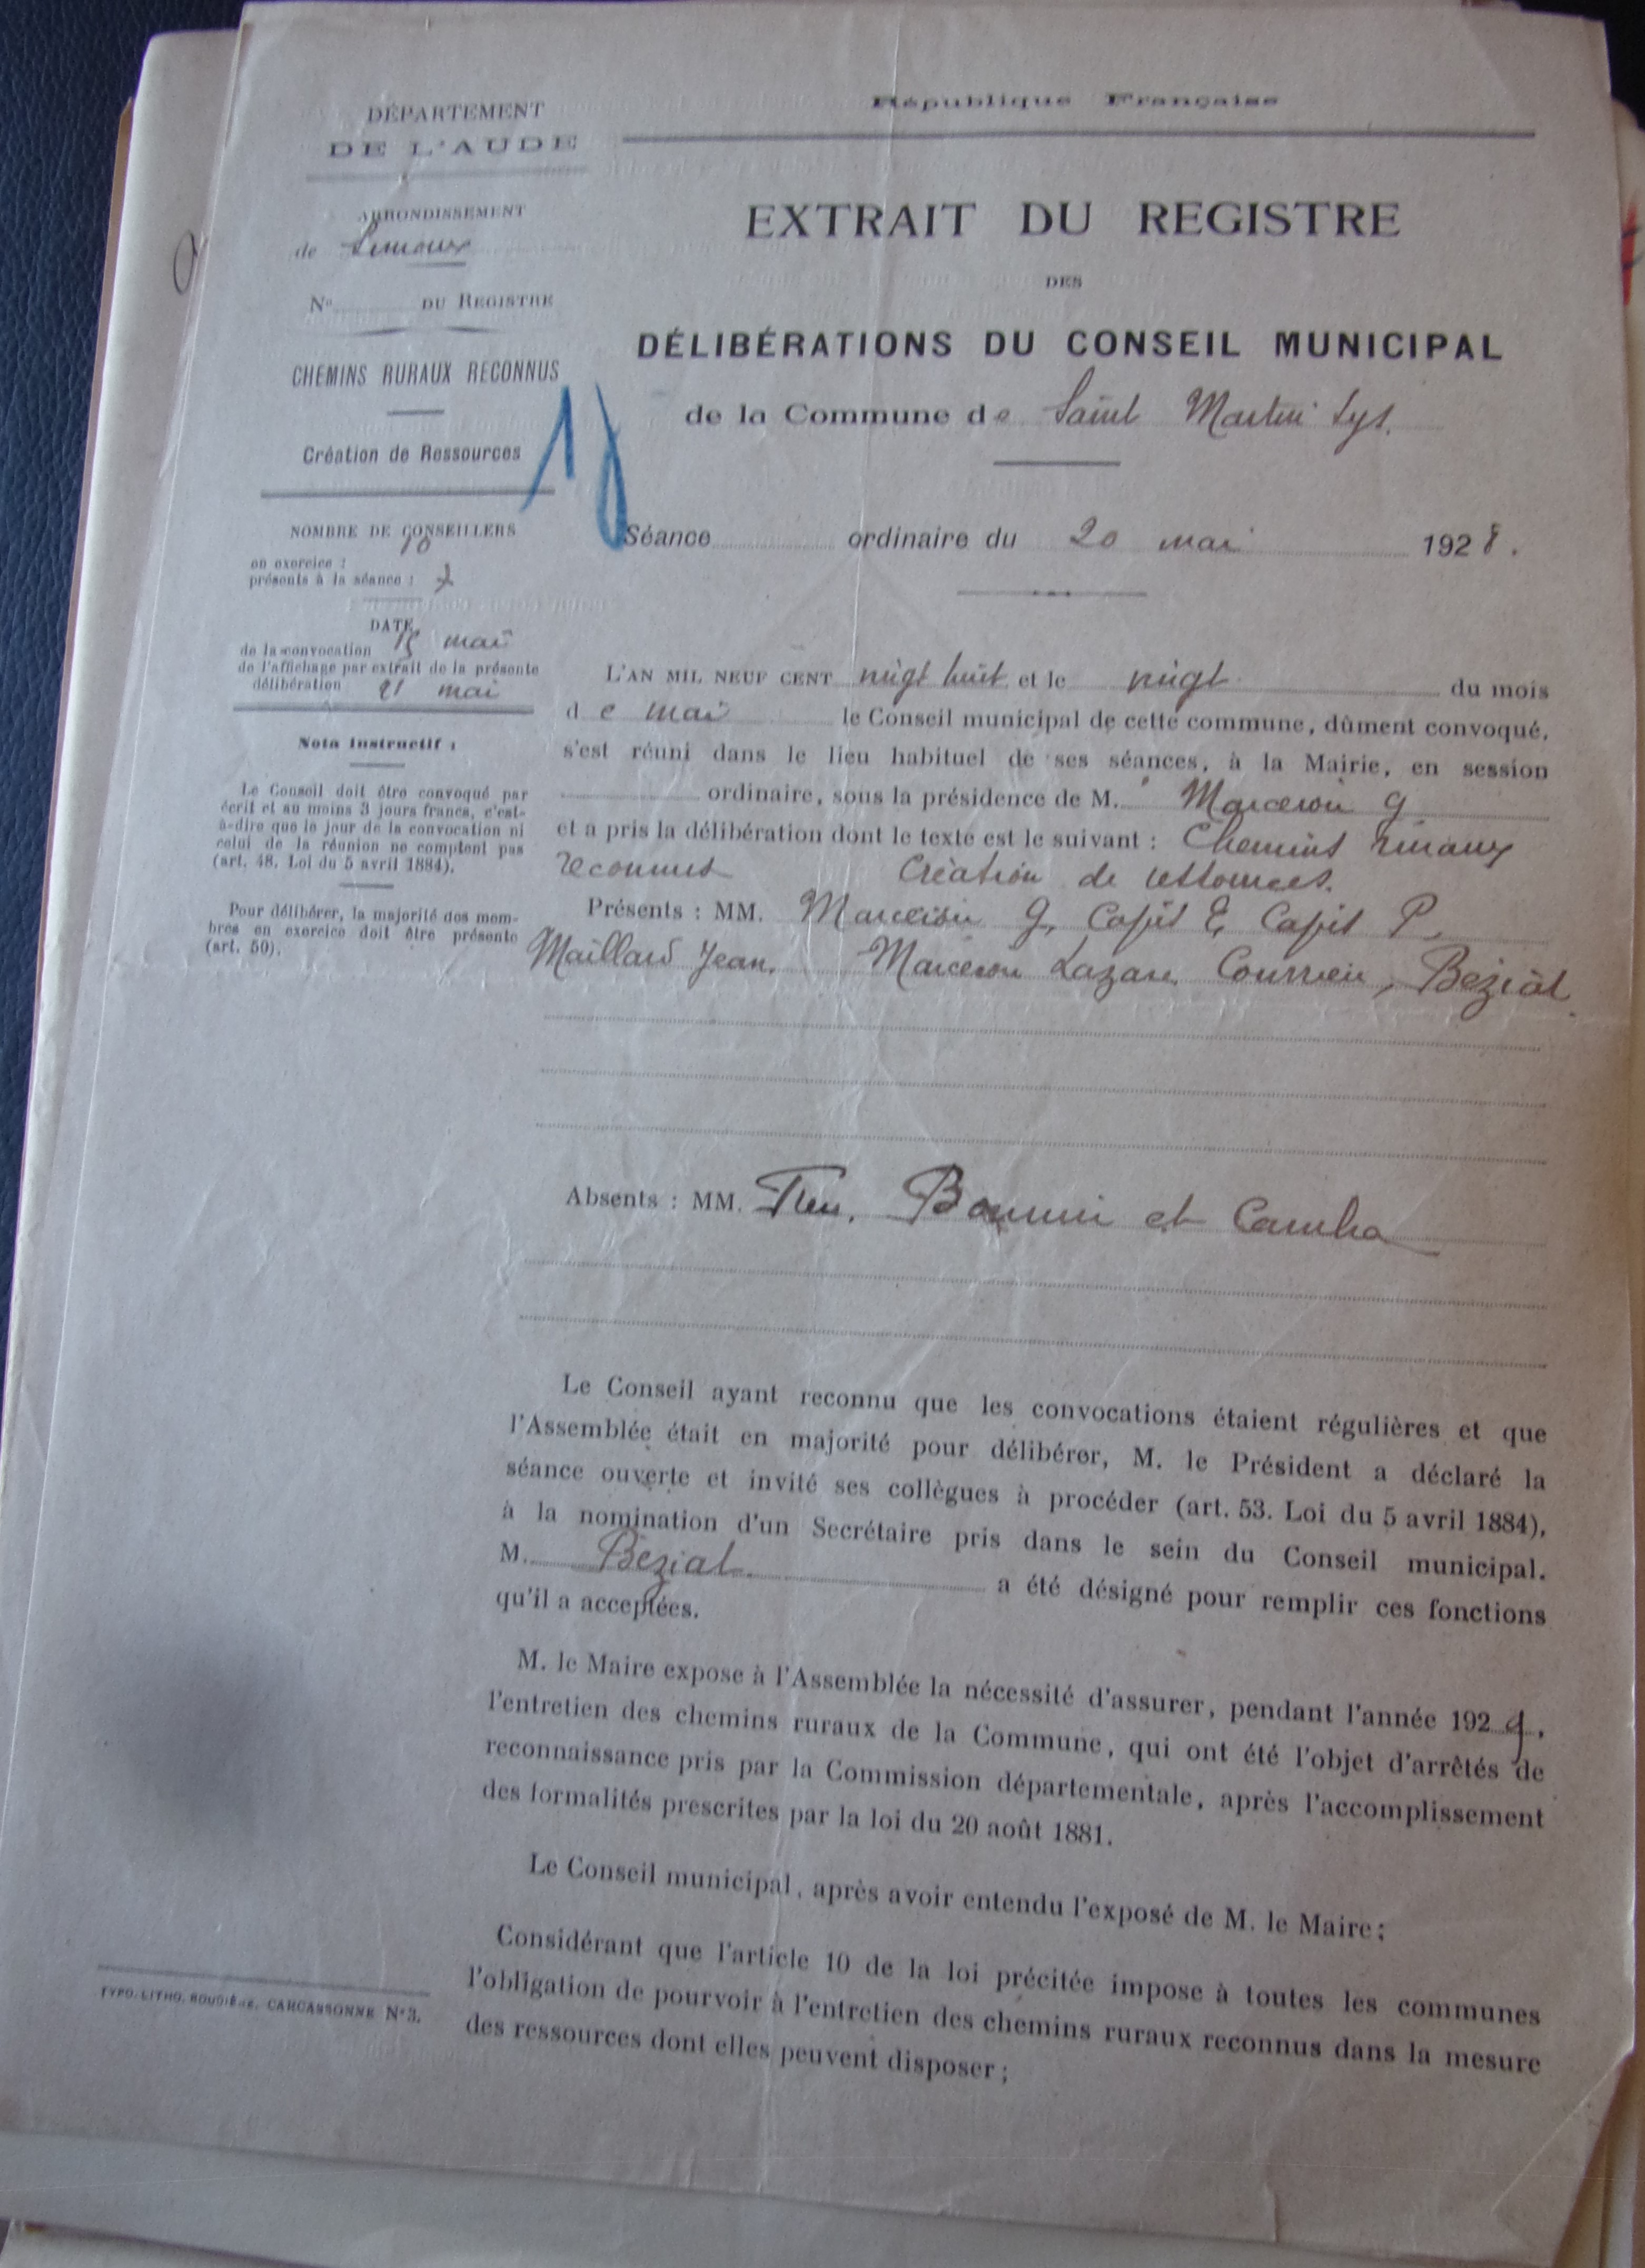 DÉPARTEMENT
DE L'AUDE
ARRONDISSEMENT
de Limoux
No DU REGISTRE
CHEMINS RURAUX RECONNUS
Création de Ressources
NOMBRE DE CONSEILLERS
en exercice : 10
présents à la séance : 7
DATE
de la convocation 15 mai
de l'affichage par extrait de la présente
délibération 21 mai
Nota Instructif :
Le Conseil doit être convoqué par
écrit et au moins 3 jours francs, c'est-
à-dire que le jour de la convocation ni
celui de la réunion ne comptent pas
(art. 48. Loi du 5 avril 1884).
Pour délibérer, la majorité des mem-
bres en exercice doit être présente
(art. 50).
TYPO. LITHO. ROUDIÈRE, CARCASSONNE N° 3.
République Française
EXTRAIT DU REGISTRE
DES
DÉLIBÉRATIONS DU CONSEIL MUNICIPAL
de la Commune de Saint Martin Lys.
Séance ordinaire du 20 mai 1928.
L'AN MIL NEUF CENT vingt huit et le vingt du mois
de mai le Conseil municipal de cette commune, dûment convoqué,
s'est réuni dans le lieu habituel de ses séances, à la Mairie, en session
ordinaire, sous la présidence de M. Marceron G
et a pris la délibération dont le texte est le suivant : Chemins ruraux
reconnus Création de ressources.
Présents : MM. Marceron G, Capit E, Capit P,
Maillard Jean, Marceron Lazare, Courrieu, Bézial
Absents : MM. Bonnin et
Le Conseil ayant reconnu que les convocations étaient régulières et que
l'Assemblée était en majorité pour délibérer, M. le Président a déclaré la
séance ouverte et invité ses collègues à procéder (art. 53. Loi du 5 avril 1884),
à la nomination d'un Secrétaire pris dans le sein du Conseil municipal.
M. Bézial a été désigné pour remplir ces fonctions
qu'il a acceptées.
M. le Maire expose à l'Assemblée la nécessité d'assurer, pendant l'année 1929,
l'entretien des chemins ruraux de la Commune, qui ont été l'objet d'arrêtés de
reconnaissance pris par la Commission départementale, après l'accomplissement
des formalités prescrites par la loi du 20 août 1881.
Le Conseil municipal, après avoir entendu l'exposé de M. le Maire ;
Considérant que l'article 10 de la loi précitée impose à toutes les communes
l'obligation de pourvoir à l'entretien des chemins ruraux reconnus dans la mesure
des ressources dont elles peuvent disposer ;